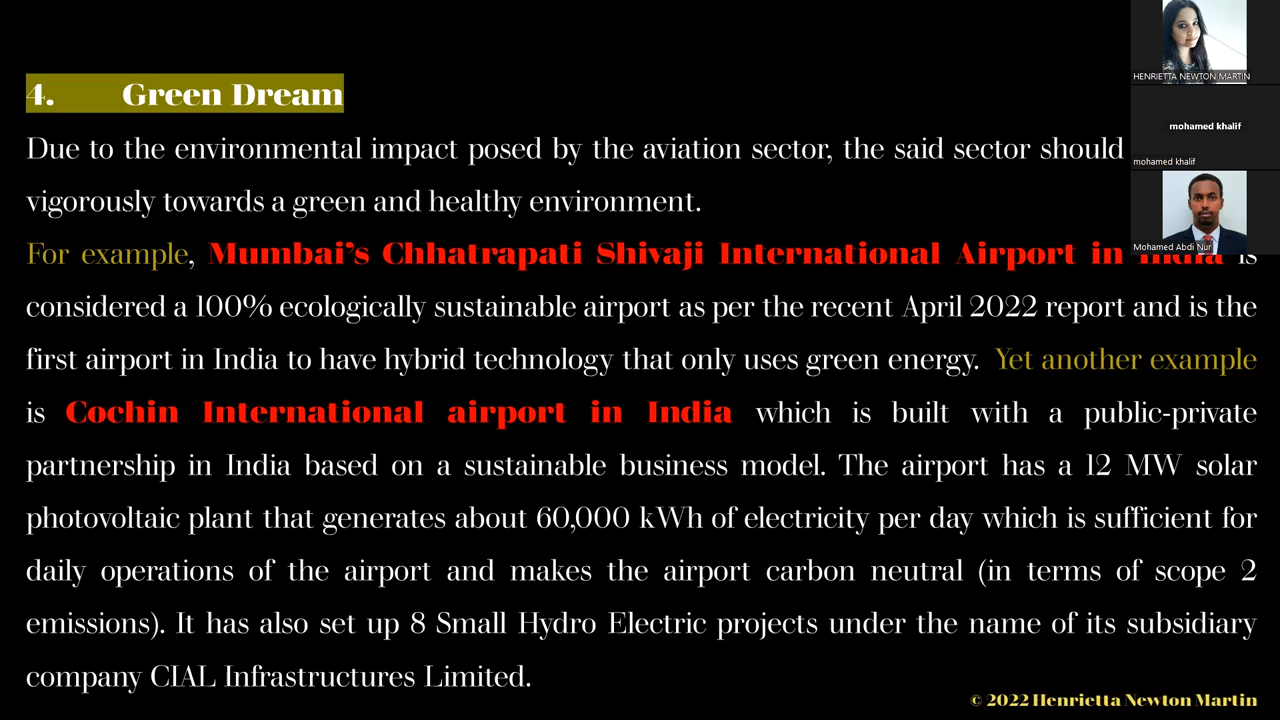 HENRIETTA NEWTON MARTIN
mohamed khalif
mohamed khalif
Mohamed Abdi Nur
4. Green Dream
Due to the environmental impact posed by the aviation sector, the said sector should
vigorously towards a green and healthy environment.
For example, Mumbai’s Chhatrapati Shivaji International Airport in India is
considered a 100% ecologically sustainable airport as per the recent April 2022 report and is the
first airport in India to have hybrid technology that only uses green energy. Yet another example
is Cochin International airport in India which is built with a public-private
partnership in India based on a sustainable business model. The airport has a 12 MW solar
photovoltaic plant that generates about 60,000 kWh of electricity per day which is sufficient for
daily operations of the airport and makes the airport carbon neutral (in terms of scope 2
emissions). It has also set up 8 Small Hydro Electric projects under the name of its subsidiary
company CIAL Infrastructures Limited.
© 2022 Henrietta Newton Martin